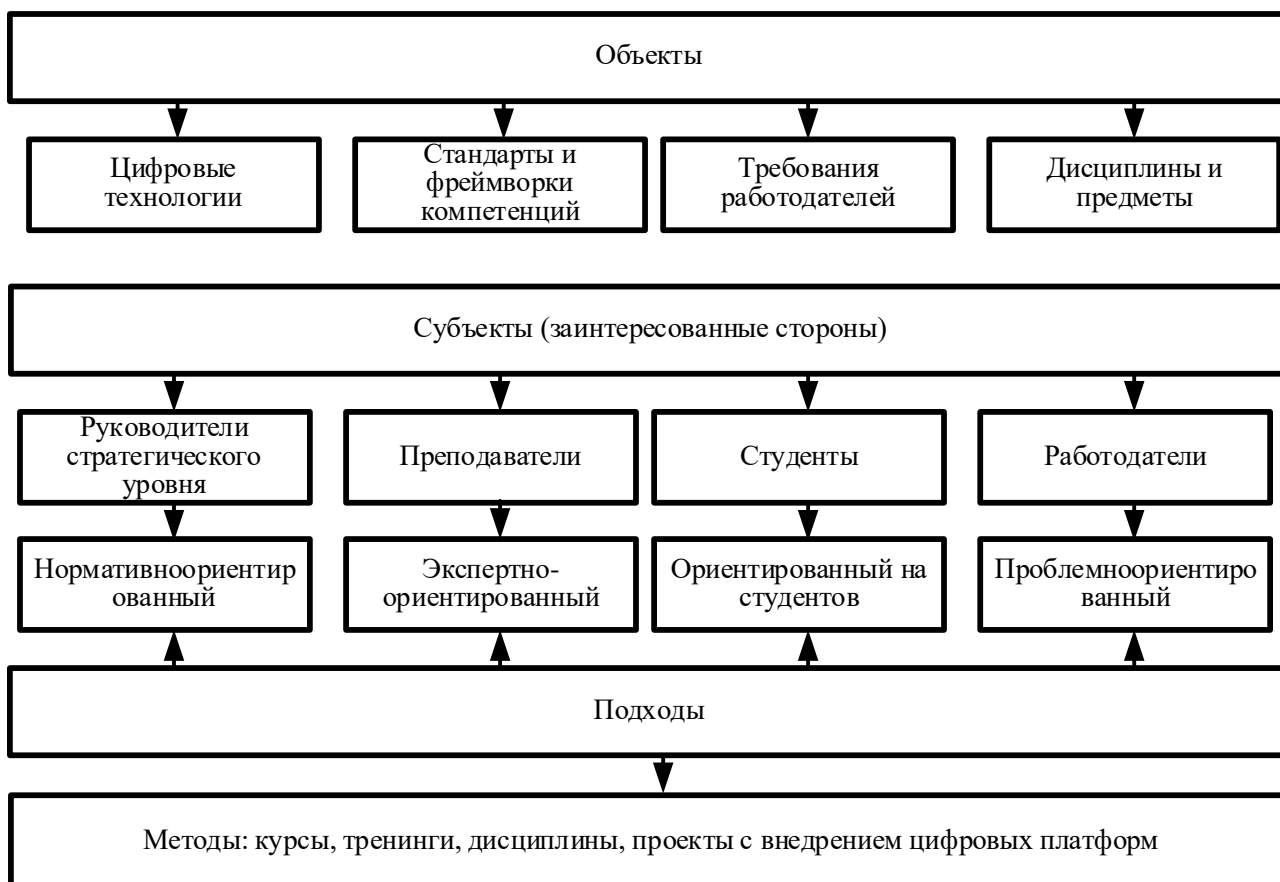 Объекты
Цифровые
технологии
Стандарты и
фреймворки
компетенций
Требования
работодателей
Дисциплины и
предметы
Субъекты (заинтересованные стороны)
Руководители
стратегического
уровня
Преподаватели
Студенты
Работодатели
Нормативноориентир
ованный
Экспертно-
ориентированный
Ориентированный на
студентов
Проблемноориентиро
ванный
Подходы
Методы: курсы, тренинги, дисциплины, проекты с внедрением цифровых платформ